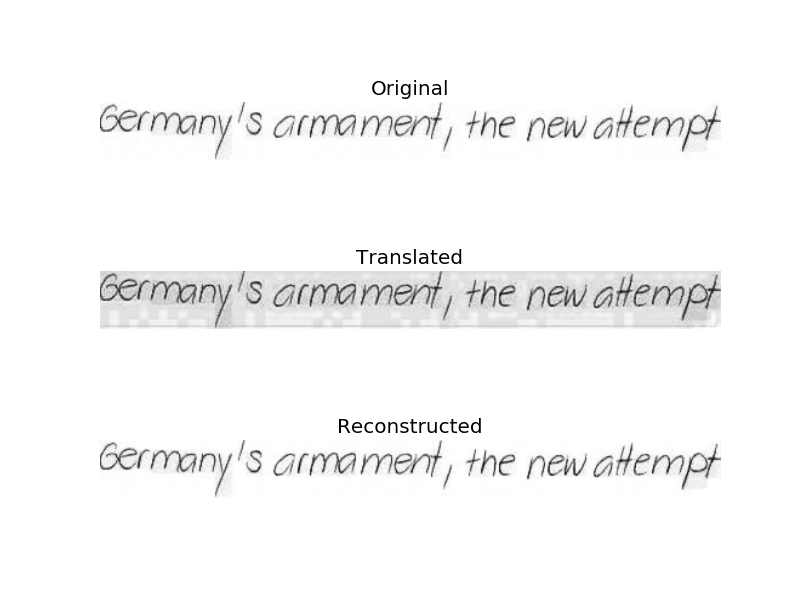 Original
Germany's armament, the new attempt
Translated
Germany's armament, the new attempt
Reconstructed
Germany's armament, the new attempt